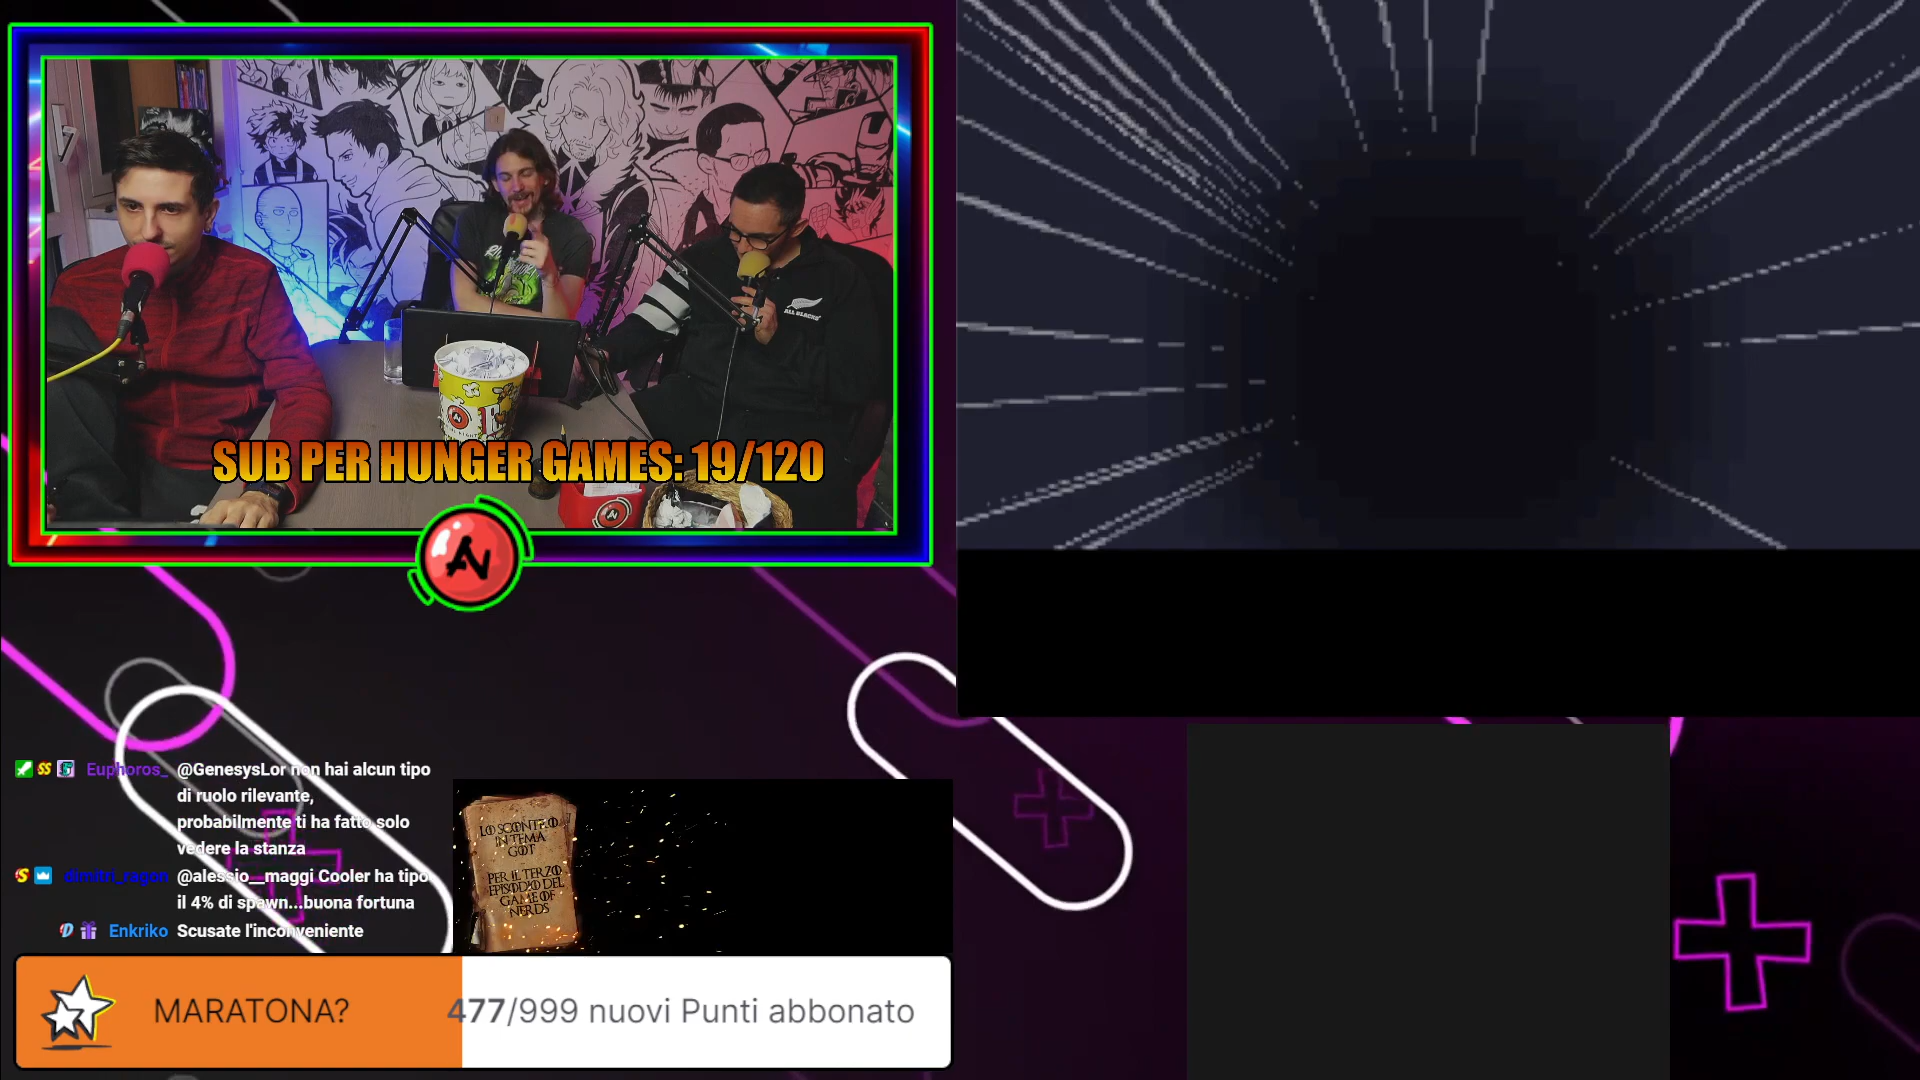 ALL BLACKS
SUB PER HUNGER GAMES: 19/120
Euphoros_ @GenesysLor non hai alcun tipo
di ruolo rilevante,
probabilmente ti ha fatto solo
vedere la stanza
dimitri_ragon @alessio__maggi Cooler ha tipo
il 4% di spawn...buona fortuna
Enkriko Scusate l'inconveniente
LO SCONTRO
IN TEMA
GOT
PER IL TERZO
EPISODIO DEL
GAME OF
NERDS
MARATONA? 477/999 nuovi Punti abbonato